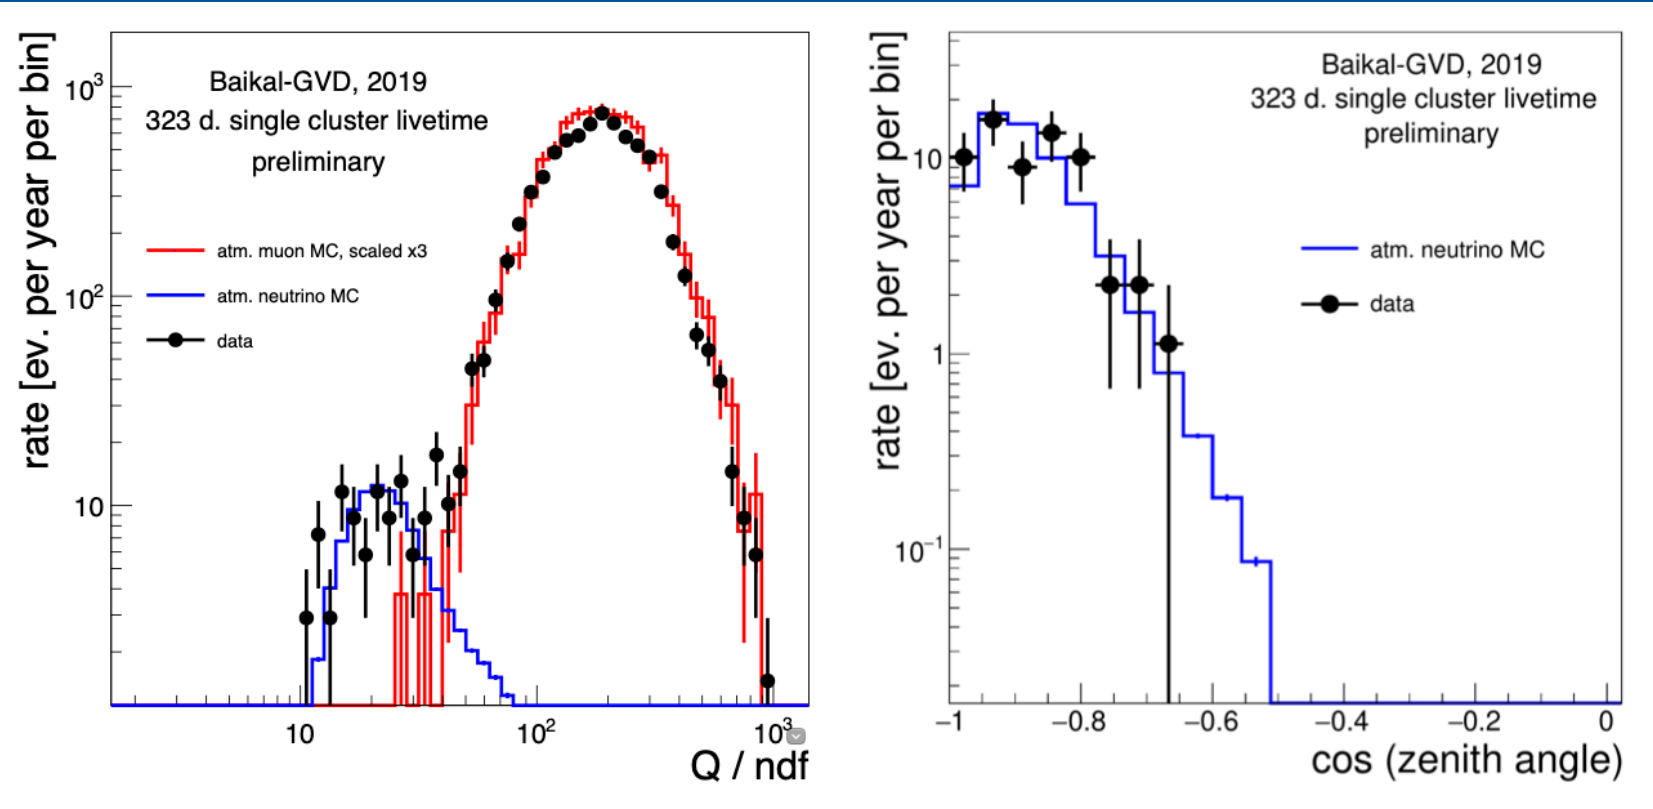 rate [ev. per year per bin]
Baikal-GVD, 2019
323 d. single cluster livetime
preliminary
atm. muon MC, scaled x3
atm. neutrino MC
data
10³
10²
10
10
10²
10³
Q / ndf
rate [ev. per year per bin]
Baikal-GVD, 2019
323 d. single cluster livetime
preliminary
atm. neutrino MC
data
10
1
10⁻¹
−1
−0.8
−0.6
−0.4
−0.2
0
cos (zenith angle)